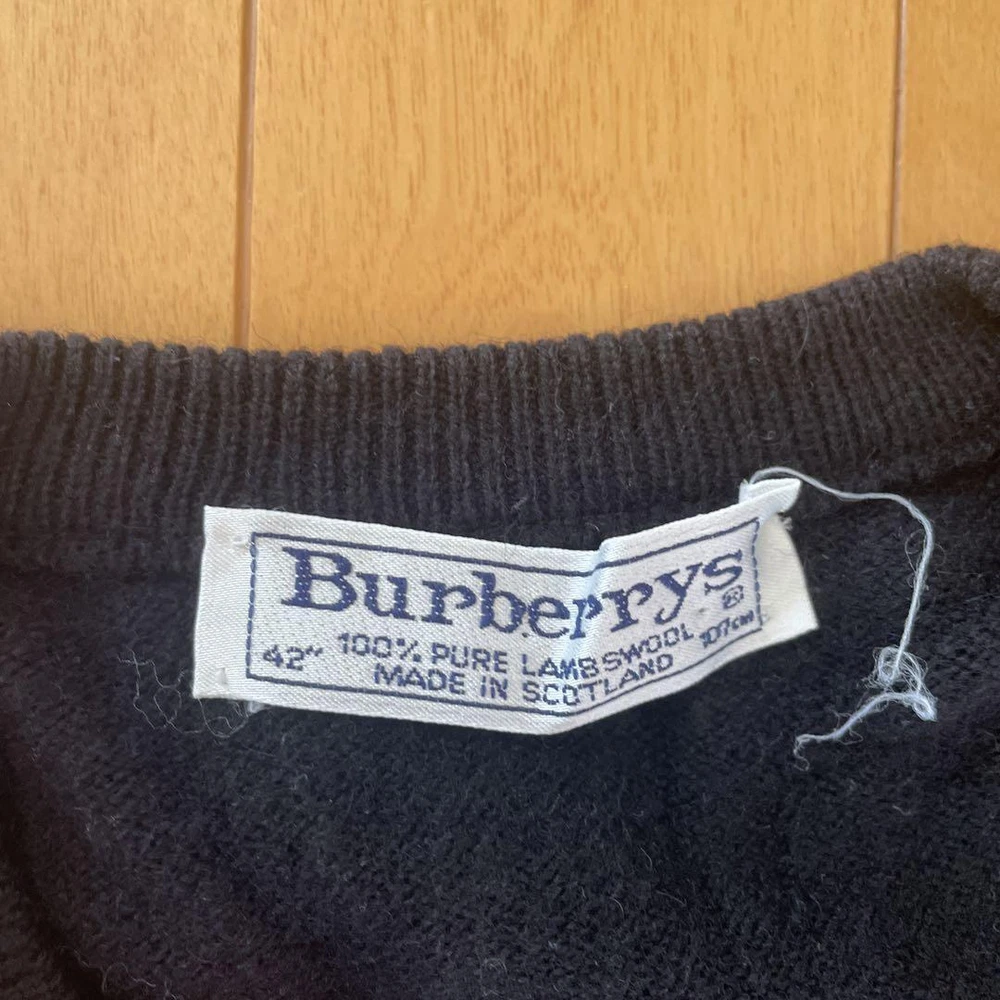 Burberrys®
100% PURE LAMBSWOOL
42" MADE IN SCOTLAND 107cm